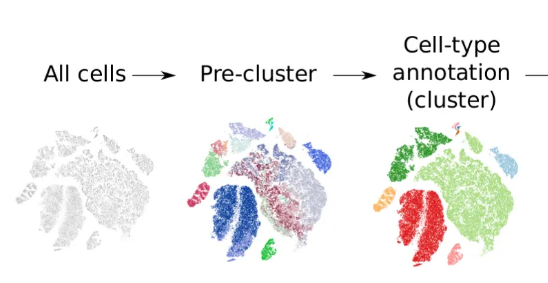 All cells
Pre-cluster
Cell-type
annotation
(cluster)